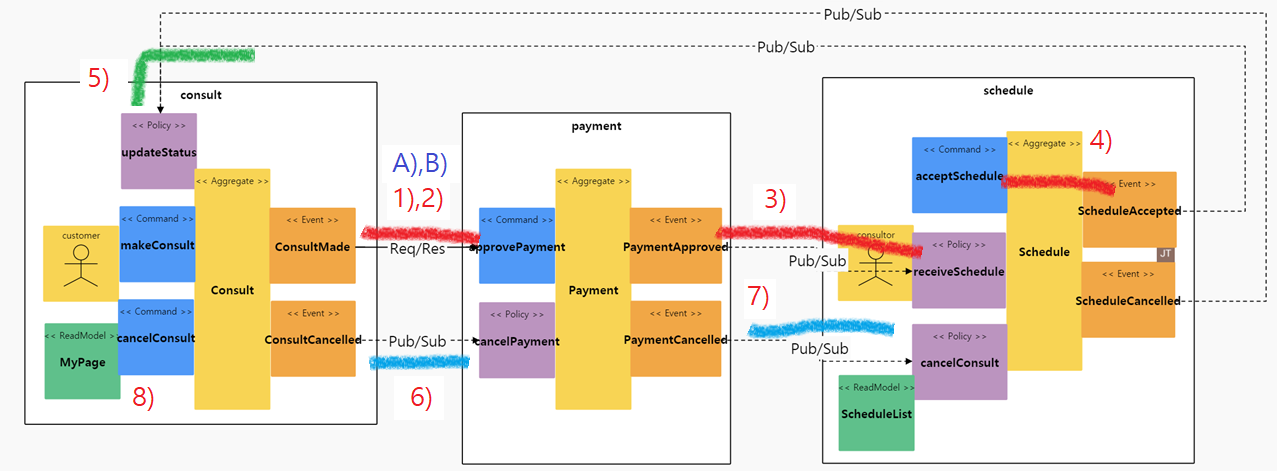 Pub/Sub
Pub/Sub
5)
consult
<< Policy >>
updateStatus
<< Aggregate >>
Consult
<< Command >>
makeConsult
<< Event >>
ConsultMade
customer
<< Command >>
cancelConsult
<< Event >>
ConsultCancelled
<< ReadModel >>
MyPage
8)
A),B)
1),2)
Req/Res
Pub/Sub
6)
payment
<< Aggregate >>
Payment
<< Command >>
approvePayment
<< Event >>
PaymentApproved
<< Policy >>
cancelPayment
<< Event >>
PaymentCancelled
3)
Pub/Sub
7)
Pub/Sub
schedule
<< Command >>
acceptSchedule
<< Aggregate >>
Schedule
4)
Event >>
ScheduleAccepted
JT
consultor
<< Policy >>
receiveSchedule
<< Event >>
ScheduleCancelled
<< Policy >>
cancelConsult
<< ReadModel >>
ScheduleList